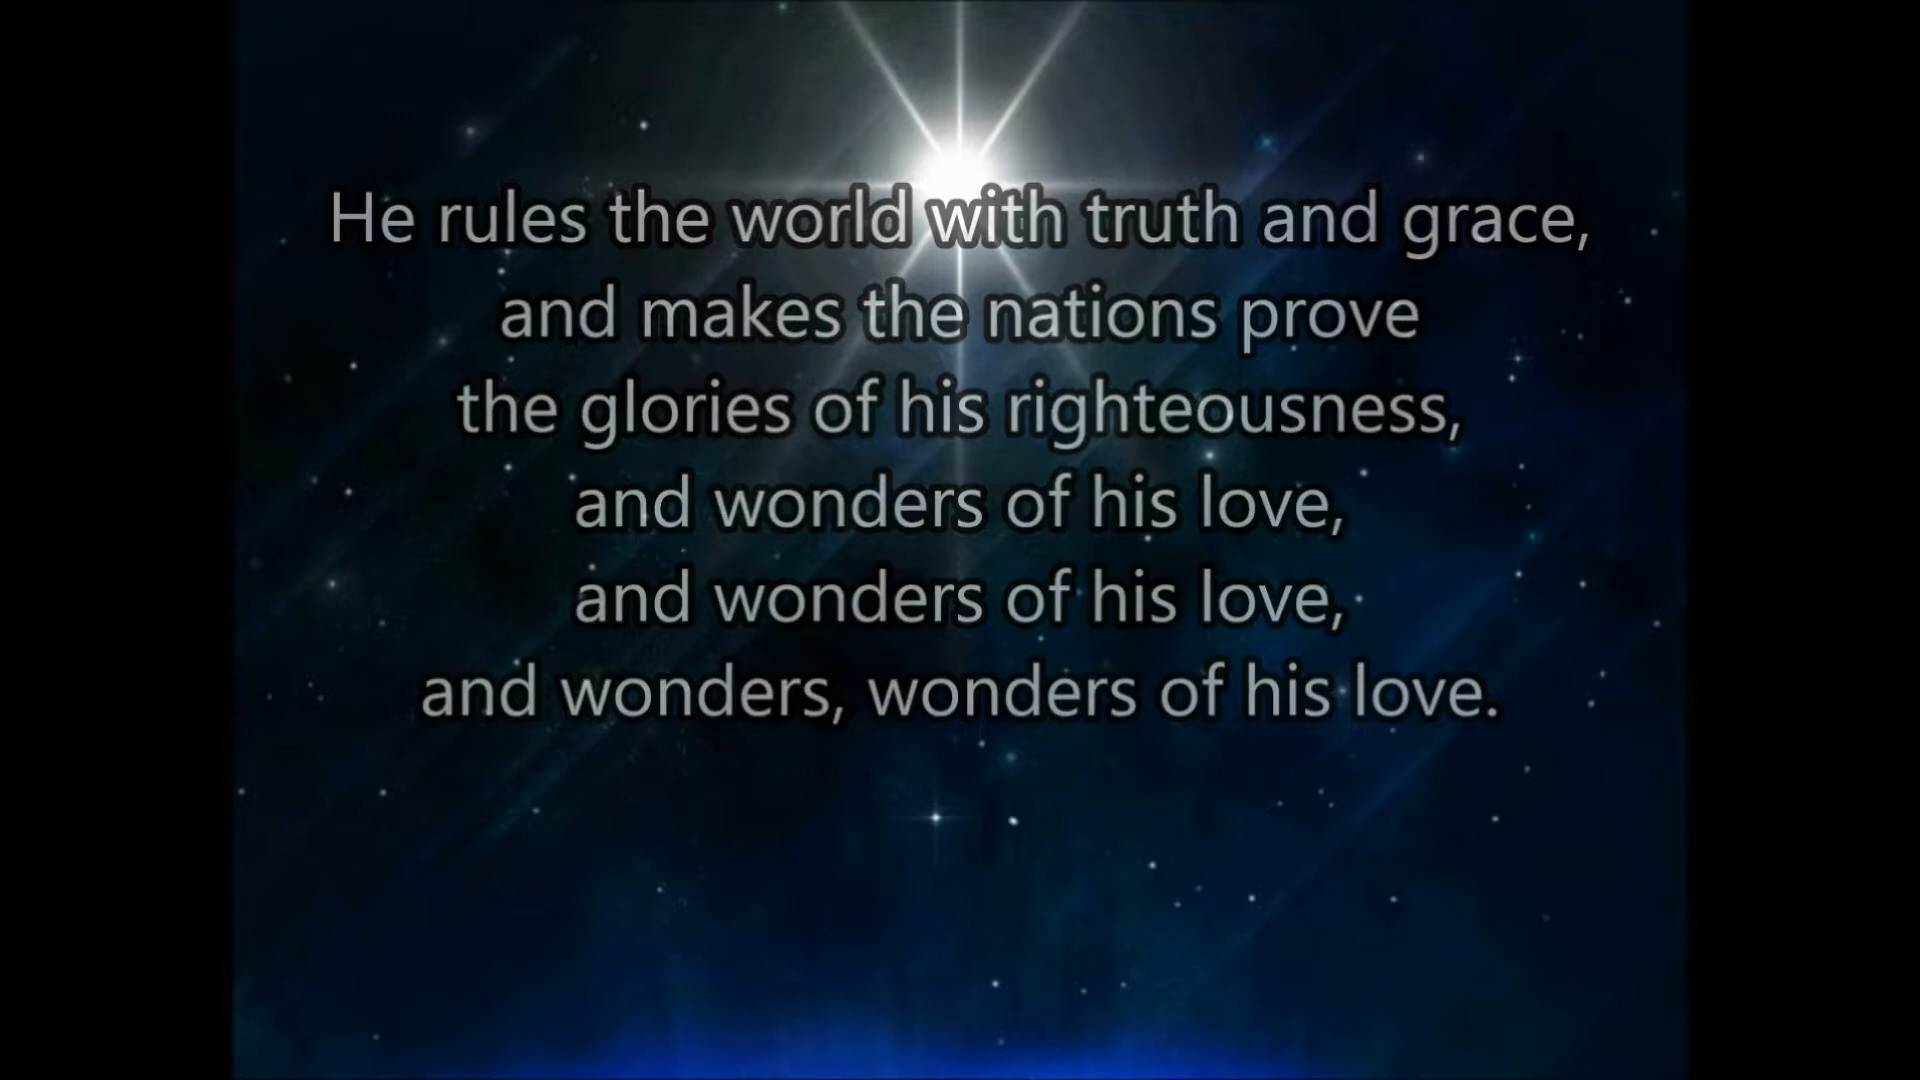 He rules the world with truth and grace,
and makes the nations prove
the glories of his righteousness,
and wonders of his love,
and wonders of his love,
and wonders, wonders of his love.